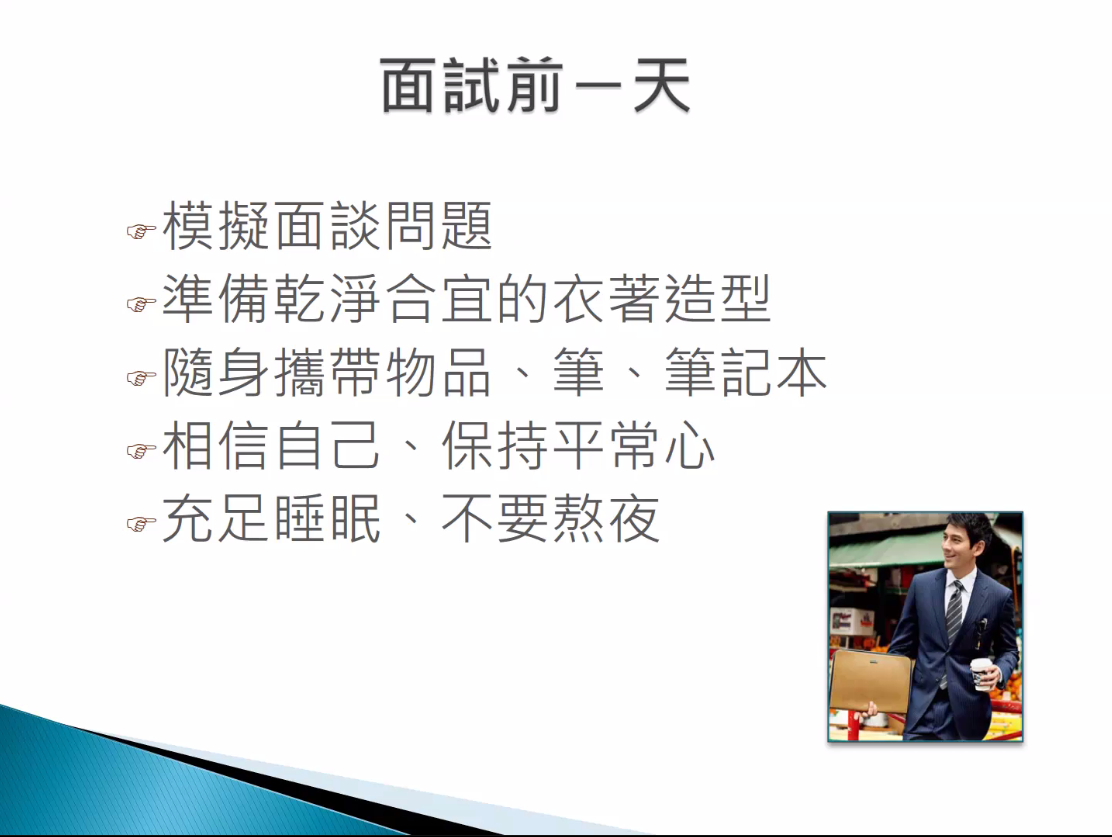 面試前一天
☞模擬面談問題
☞準備乾淨合宜的衣著造型
☞隨身攜帶物品、筆、筆記本
☞相信自己、保持平常心
☞充足睡眠、不要熬夜